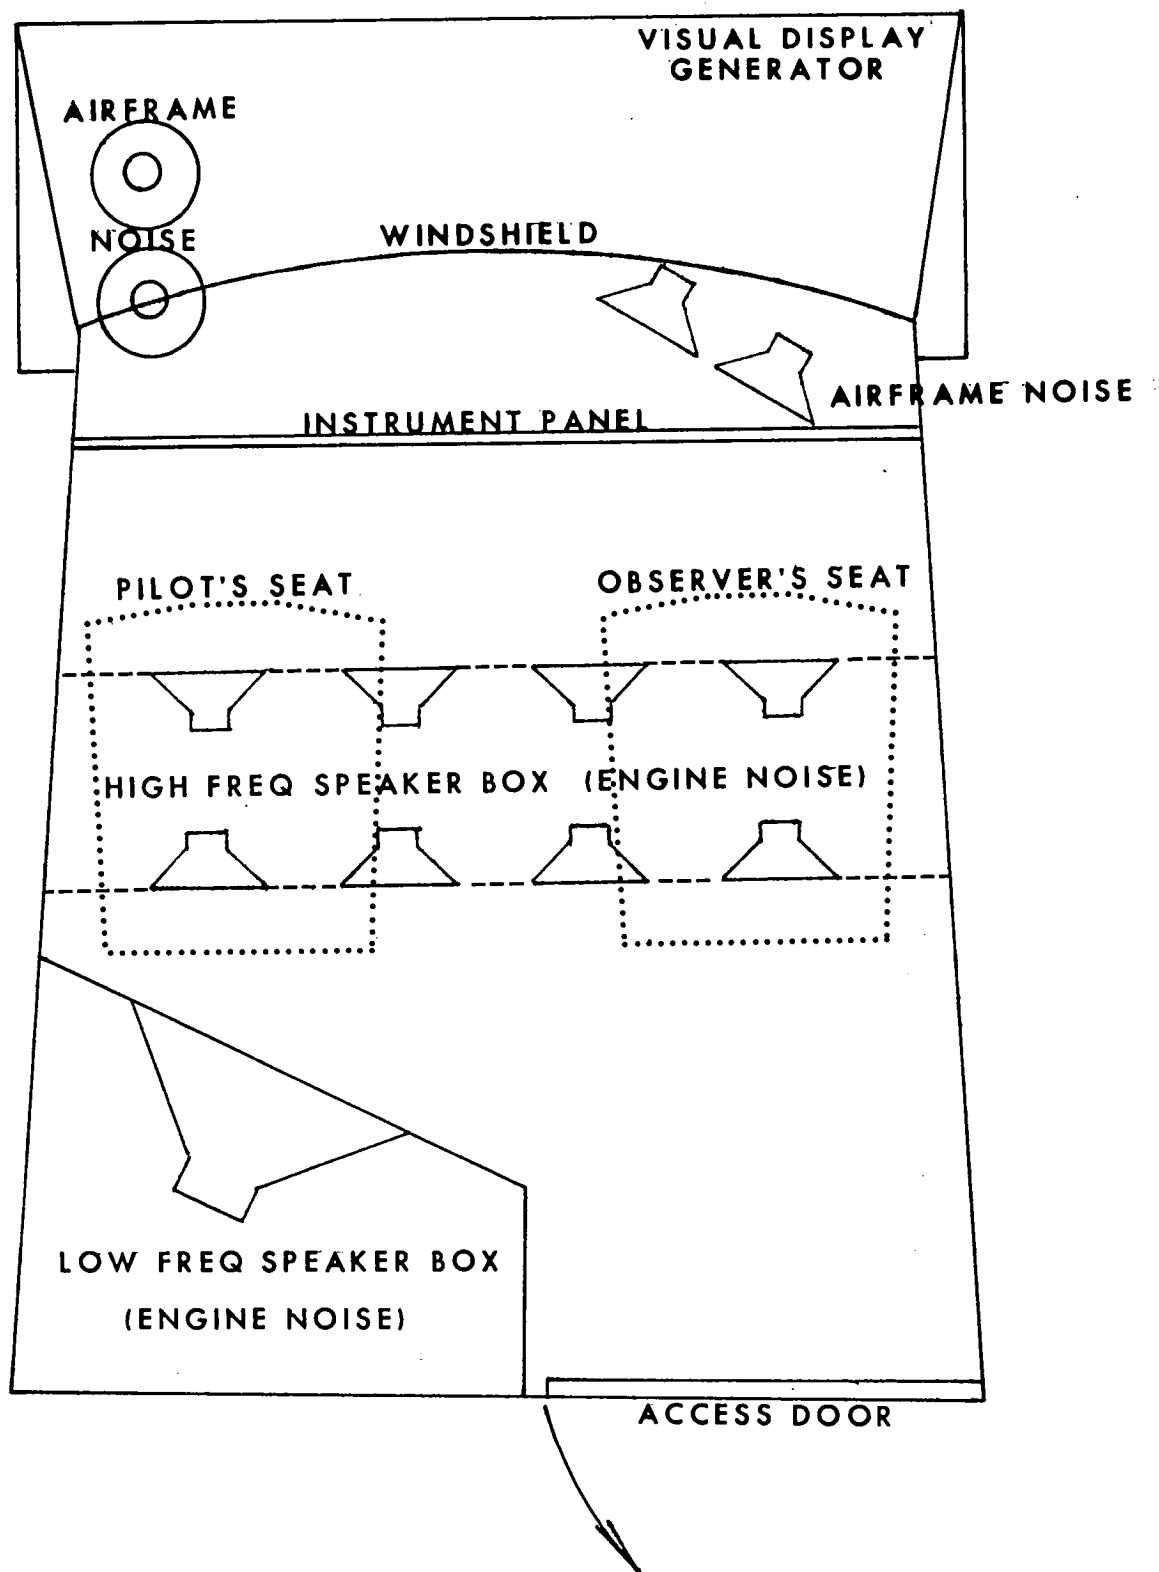 VISUAL DISPLAY
GENERATOR
AIRFRAME
NOISE
WINDSHIELD
AIRFRAME NOISE
INSTRUMENT PANEL
PILOT'S SEAT
OBSERVER'S SEAT
HIGH FREQ SPEAKER BOX (ENGINE NOISE)
LOW FREQ SPEAKER BOX
(ENGINE NOISE)
ACCESS DOOR